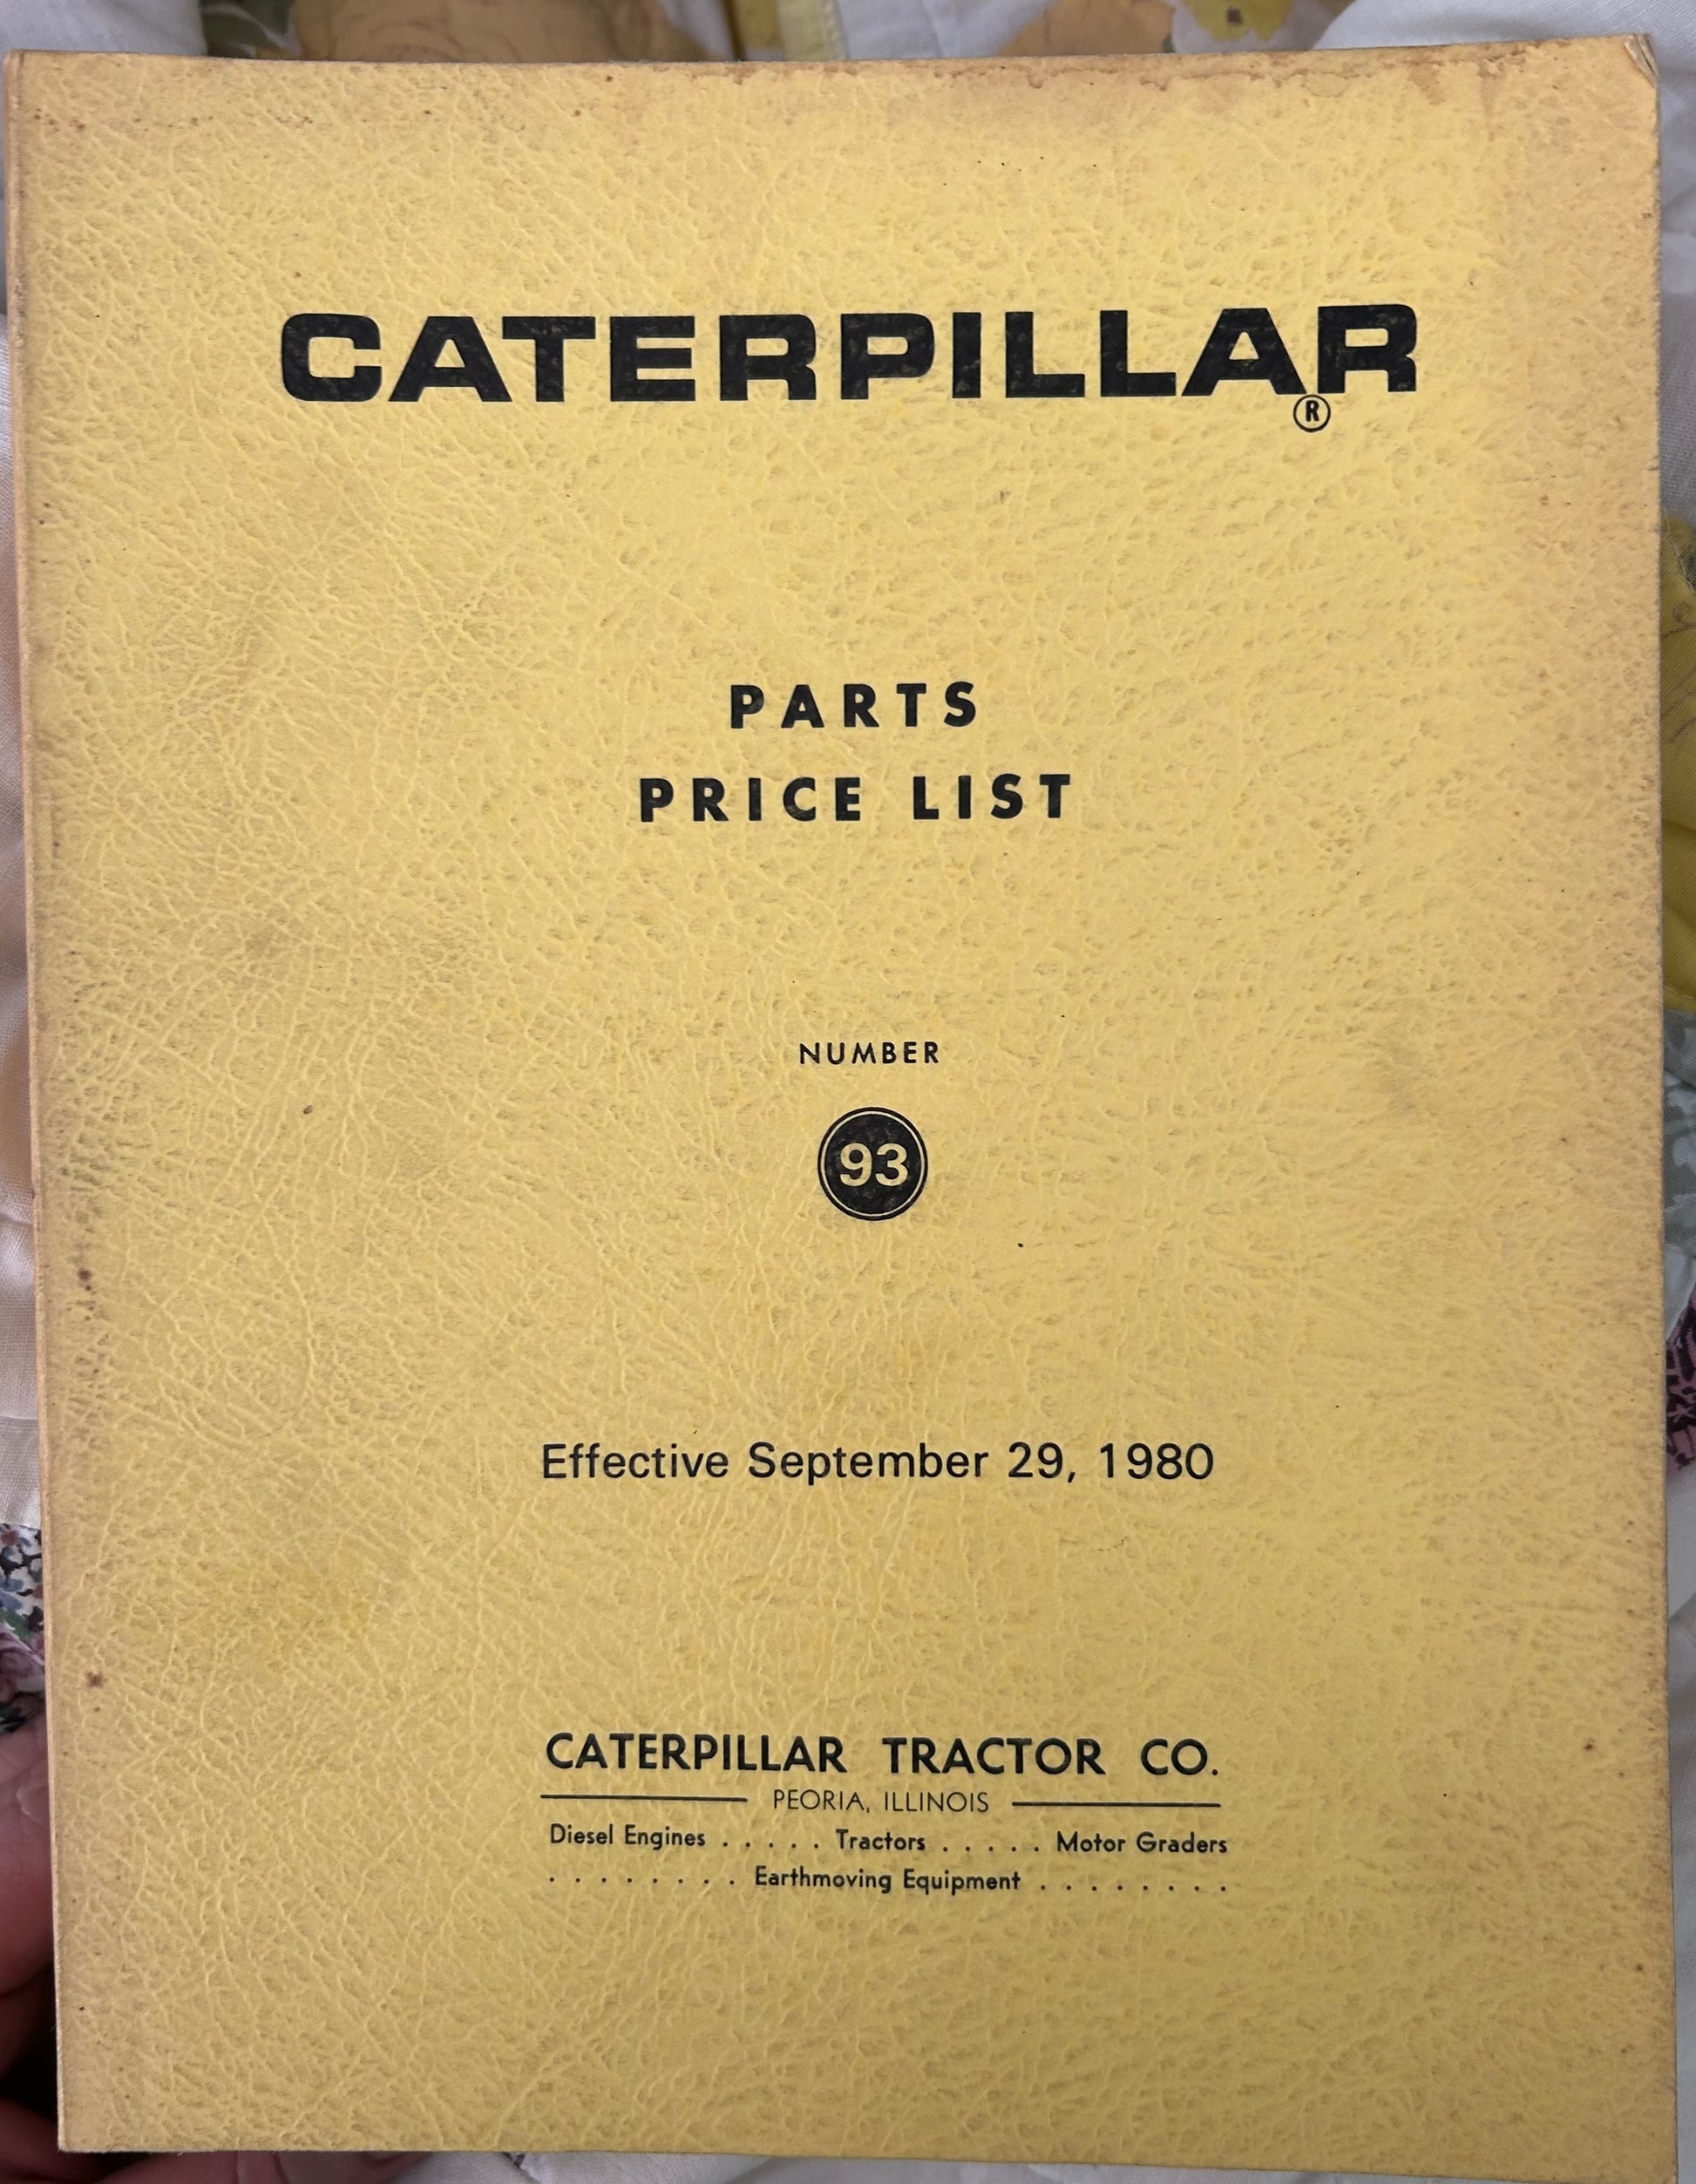 CATERPILLAR
®
PARTS
PRICE LIST
NUMBER
93
Effective September 29, 1980
CATERPILLAR TRACTOR CO.
PEORIA, ILLINOIS
Diesel Engines . . . . . Tractors . . . . . Motor Graders
. . . . . . . . Earthmoving Equipment . . . . . . . .